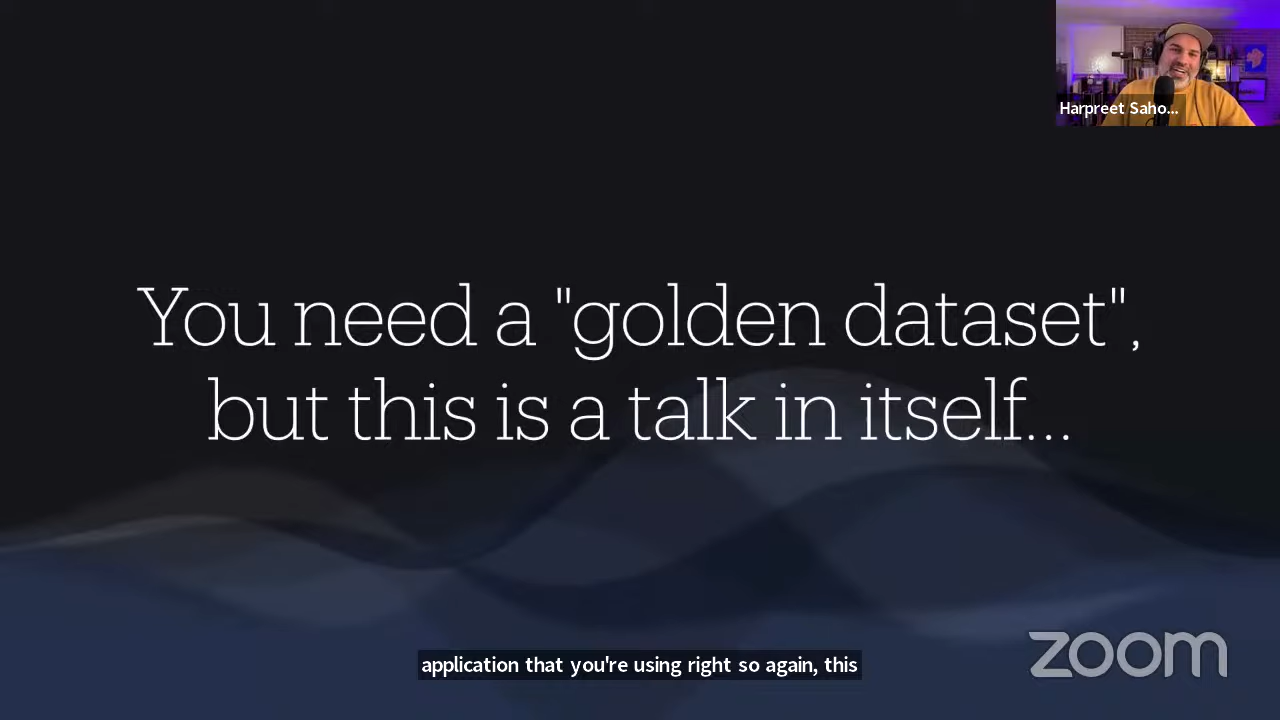 Harpreet Saho...
You need a "golden dataset",
but this is a talk in itself...
application that you're using right so again, this
zoom